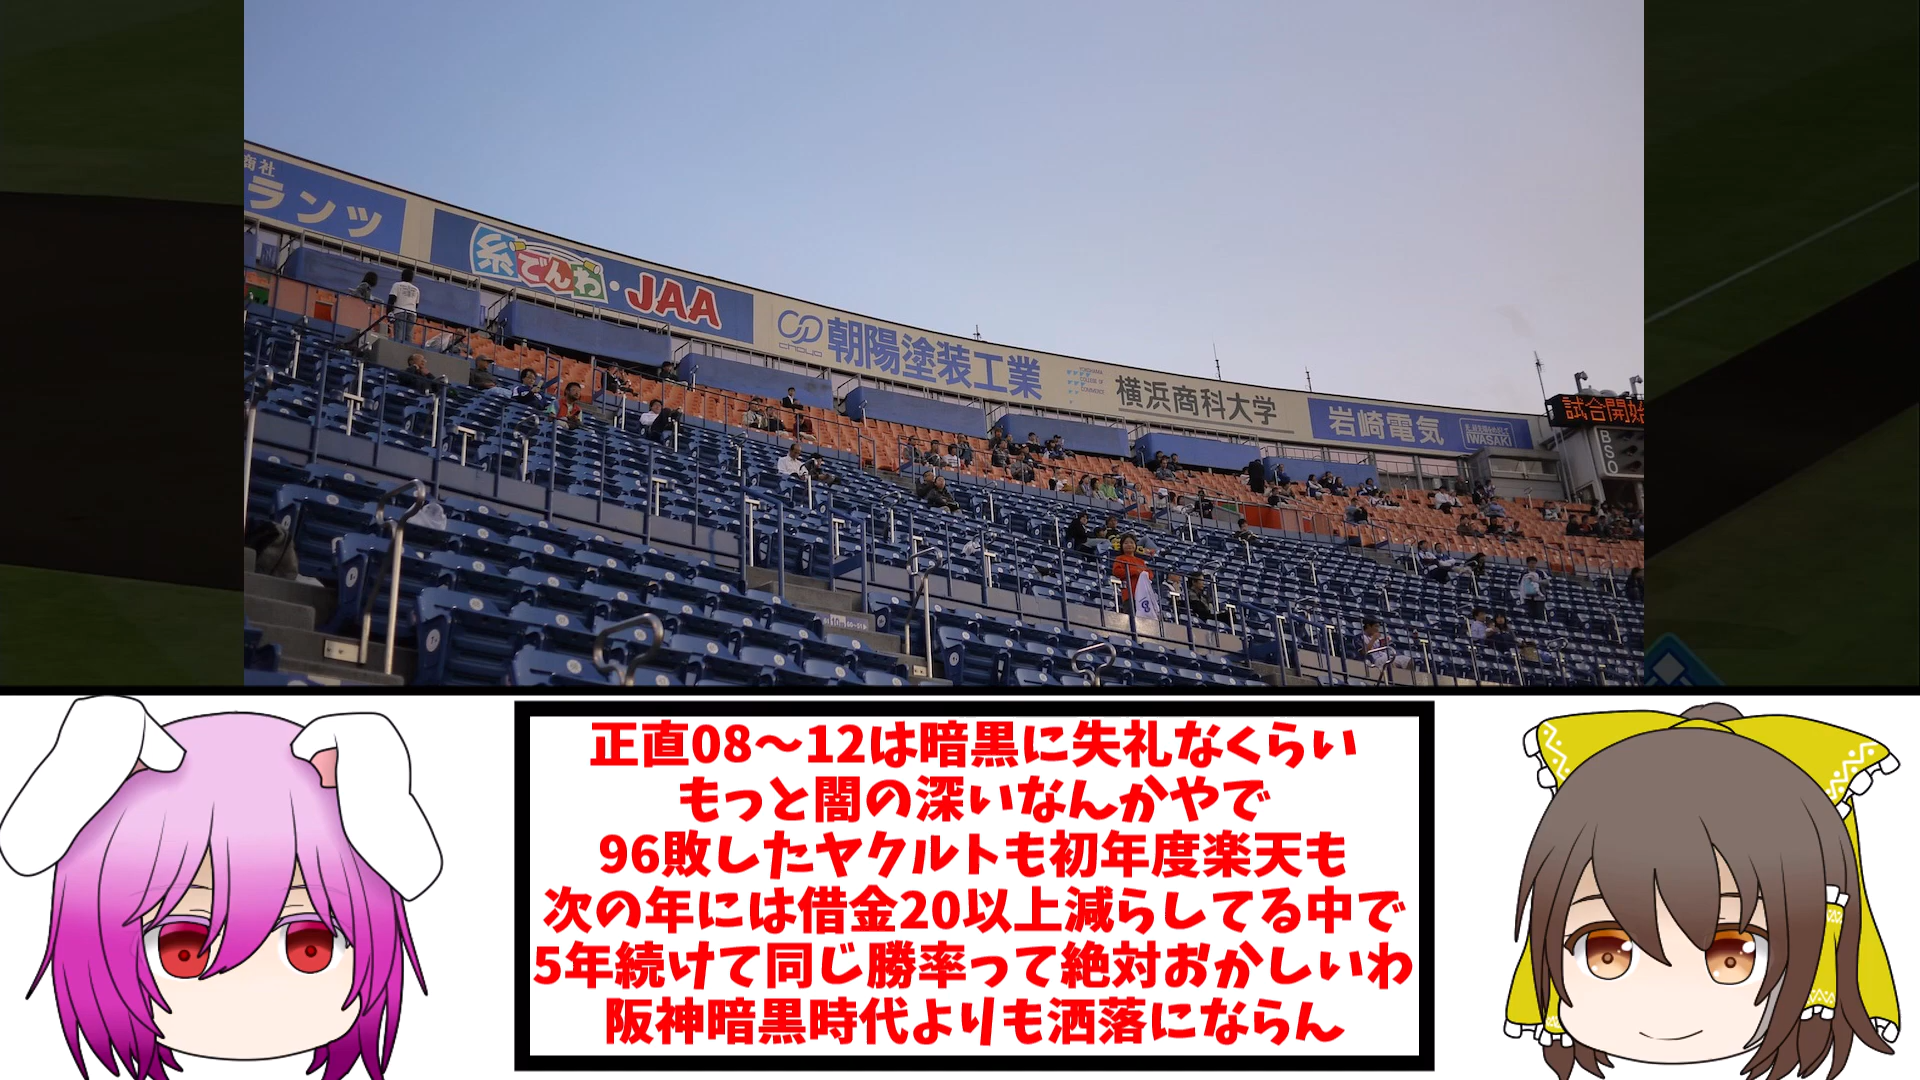 商社
ランツ
糸でんわ・JAA
朝陽塗装工業
横浜商科大学
岩崎電気
IWASAKI
試合開始
B
S
O
正直08～12は暗黒に失礼なくらい
もっと闇の深いなんかやで
96敗したヤクルトも初年度楽天も
次の年には借金20以上減らしてる中で
5年続けて同じ勝率って絶対おかしいわ
阪神暗黒時代よりも洒落にならん